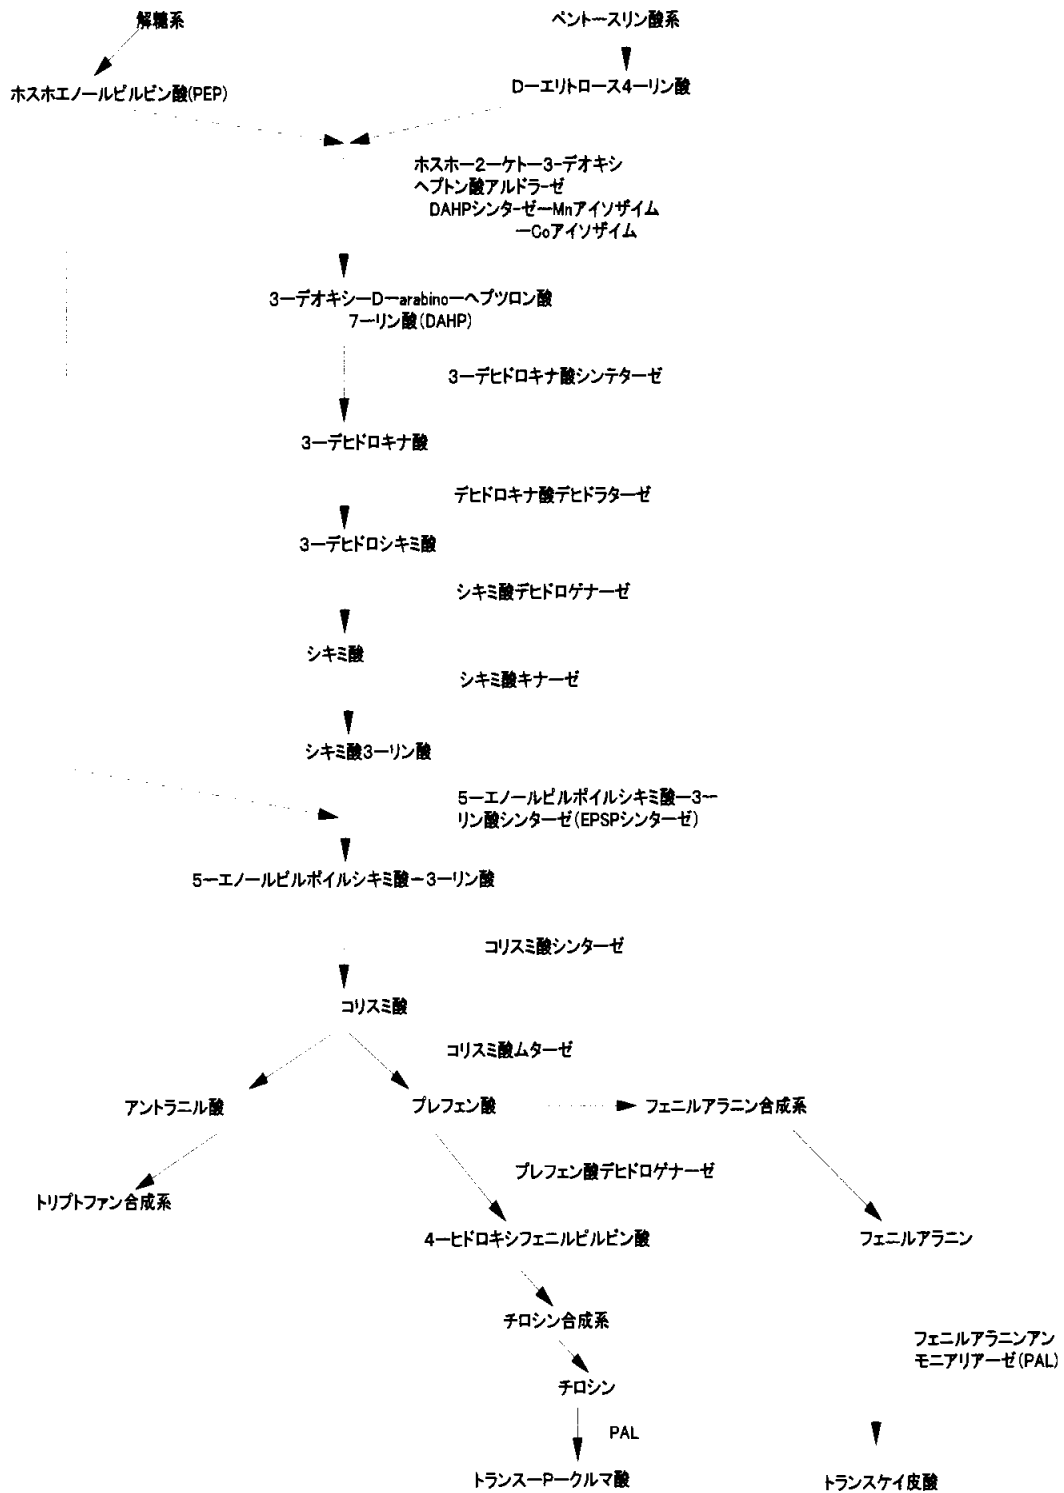 解糖系
ペントースリン酸系
ホスホエノールピルビン酸(PEP)
D－エリトロース4－リン酸
ホスホー2－ケトー3-デオキシ
ヘプトン酸アルドラーゼ
DAHPシンターゼーMnアイソザイム
－Coアイソザイム
3－デオキシ－D－arabino－ヘプツロン酸
7－リン酸(DAHP)
3－デヒドロキナ酸シンテターゼ
3－デヒドロキナ酸
デヒドロキナ酸デヒドラターゼ
3－デヒドロシキミ酸
シキミ酸デヒドロゲナーゼ
シキミ酸
シキミ酸キナーゼ
シキミ酸3－リン酸
5－エノールピルボイルシキミ酸－3－
リン酸シンターゼ(EPSPシンターゼ)
5－エノールピルボイルシキミ酸－3－リン酸
コリスミ酸シンターゼ
コリスミ酸
コリスミ酸ムターゼ
アントラニル酸
プレフェン酸
フェニルアラニン合成系
プレフェン酸デヒドロゲナーゼ
トリプトファン合成系
4－ヒドロキシフェニルピルビン酸
フェニルアラニン
チロシン合成系
フェニルアラニンアン
モニアリアーゼ(PAL)
チロシン
PAL
トランス－P－クルマ酸
トランスケイ皮酸